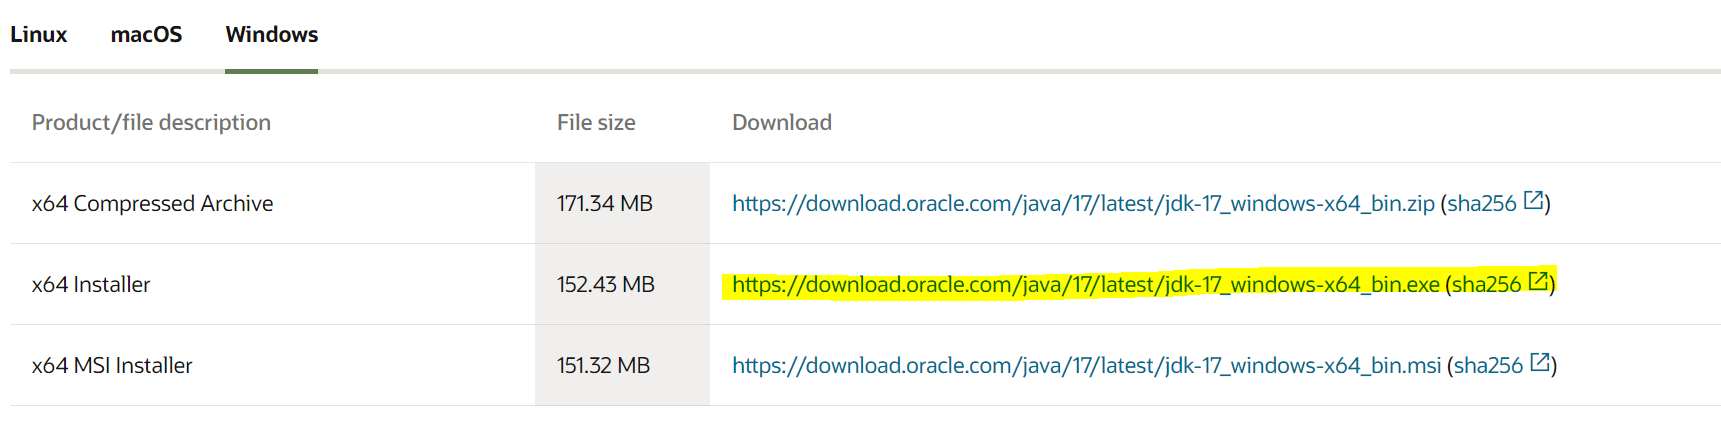 Linux macOS Windows
Product/file description File size Download
x64 Compressed Archive 171.34 MB https://download.oracle.com/java/17/latest/jdk-17_windows-x64_bin.zip (sha256)
x64 Installer 152.43 MB https://download.oracle.com/java/17/latest/jdk-17_windows-x64_bin.exe (sha256)
x64 MSI Installer 151.32 MB https://download.oracle.com/java/17/latest/jdk-17_windows-x64_bin.msi (sha256)